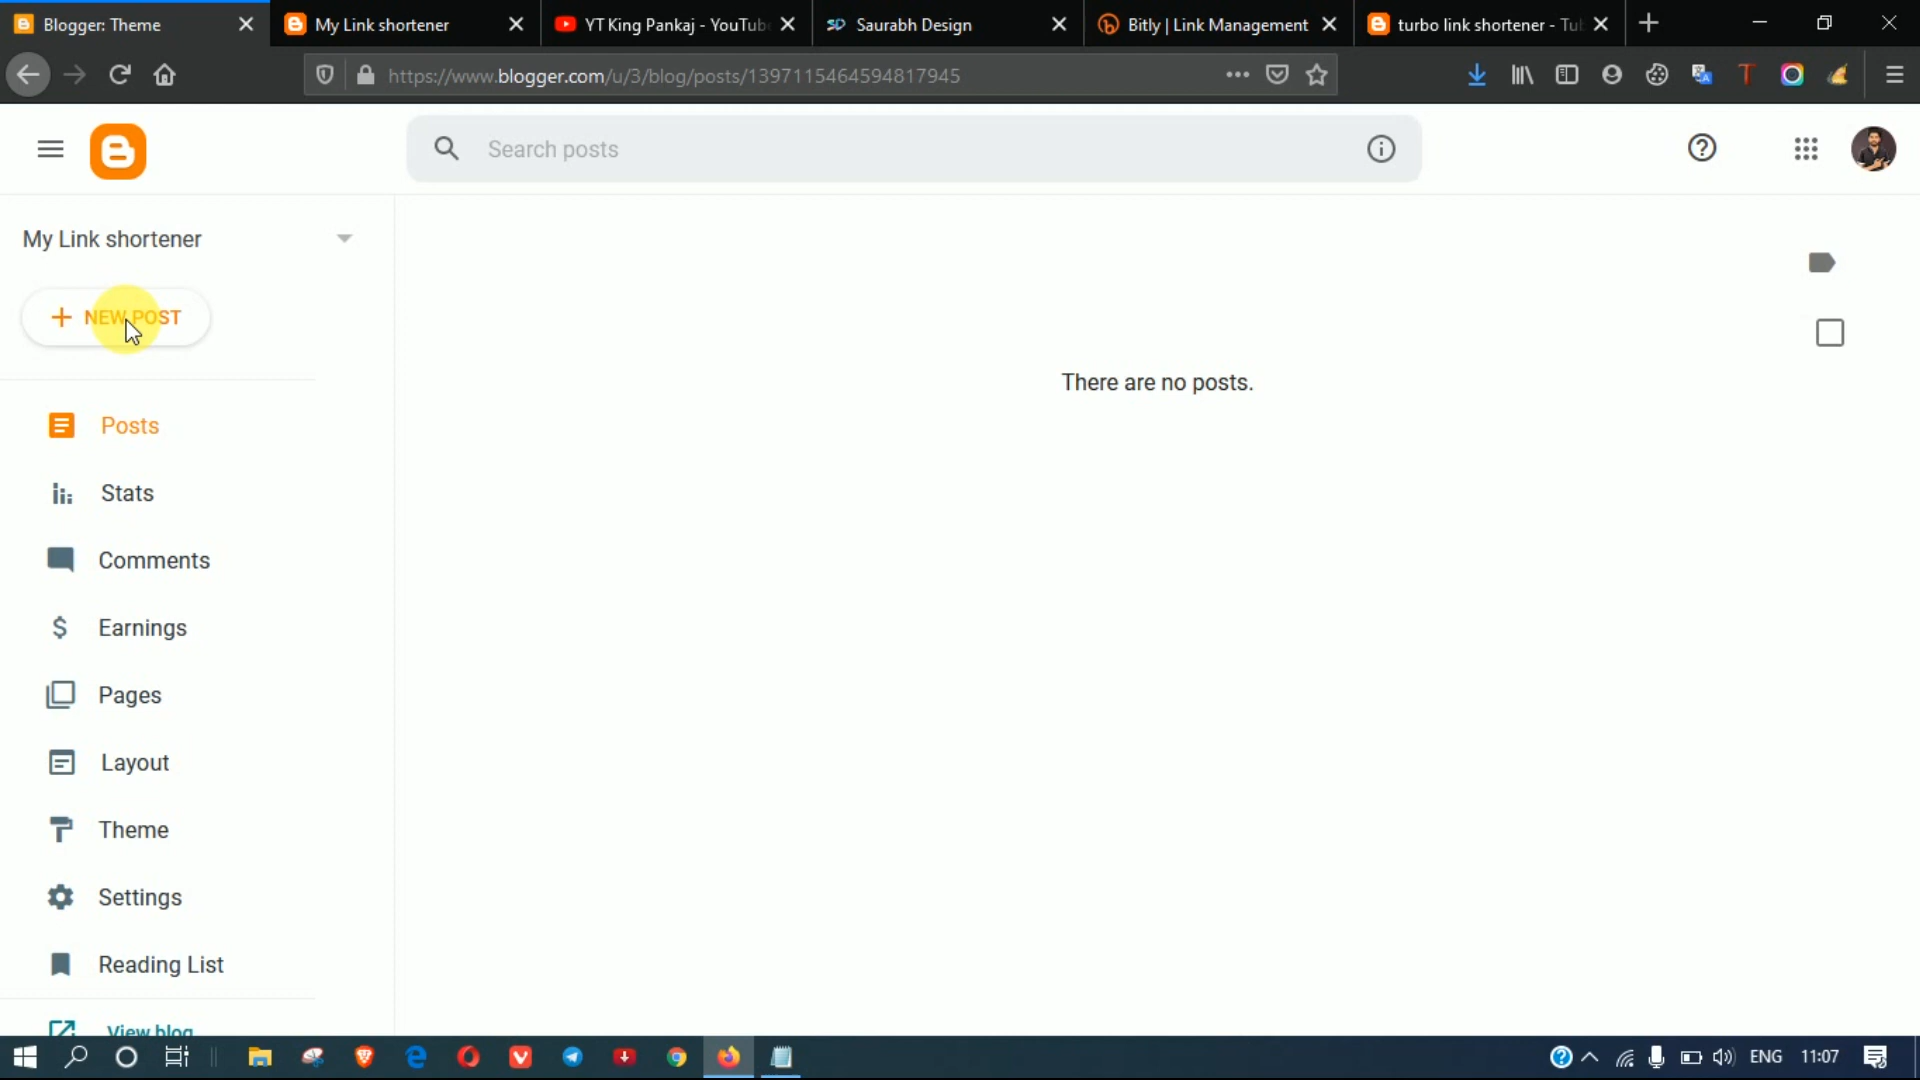 Blogger: Theme
My Link shortener
YT King Pankaj - YouTube
Saurabh Design
Bitly | Link Management
turbo link shortener - Tu
https://www.blogger.com/u/3/blog/posts/1397115464594817945
Search posts
My Link shortener
NEW POST
There are no posts.
Posts
Stats
Comments
Earnings
Pages
Layout
Theme
Settings
Reading List
View blog
ENG
11:07